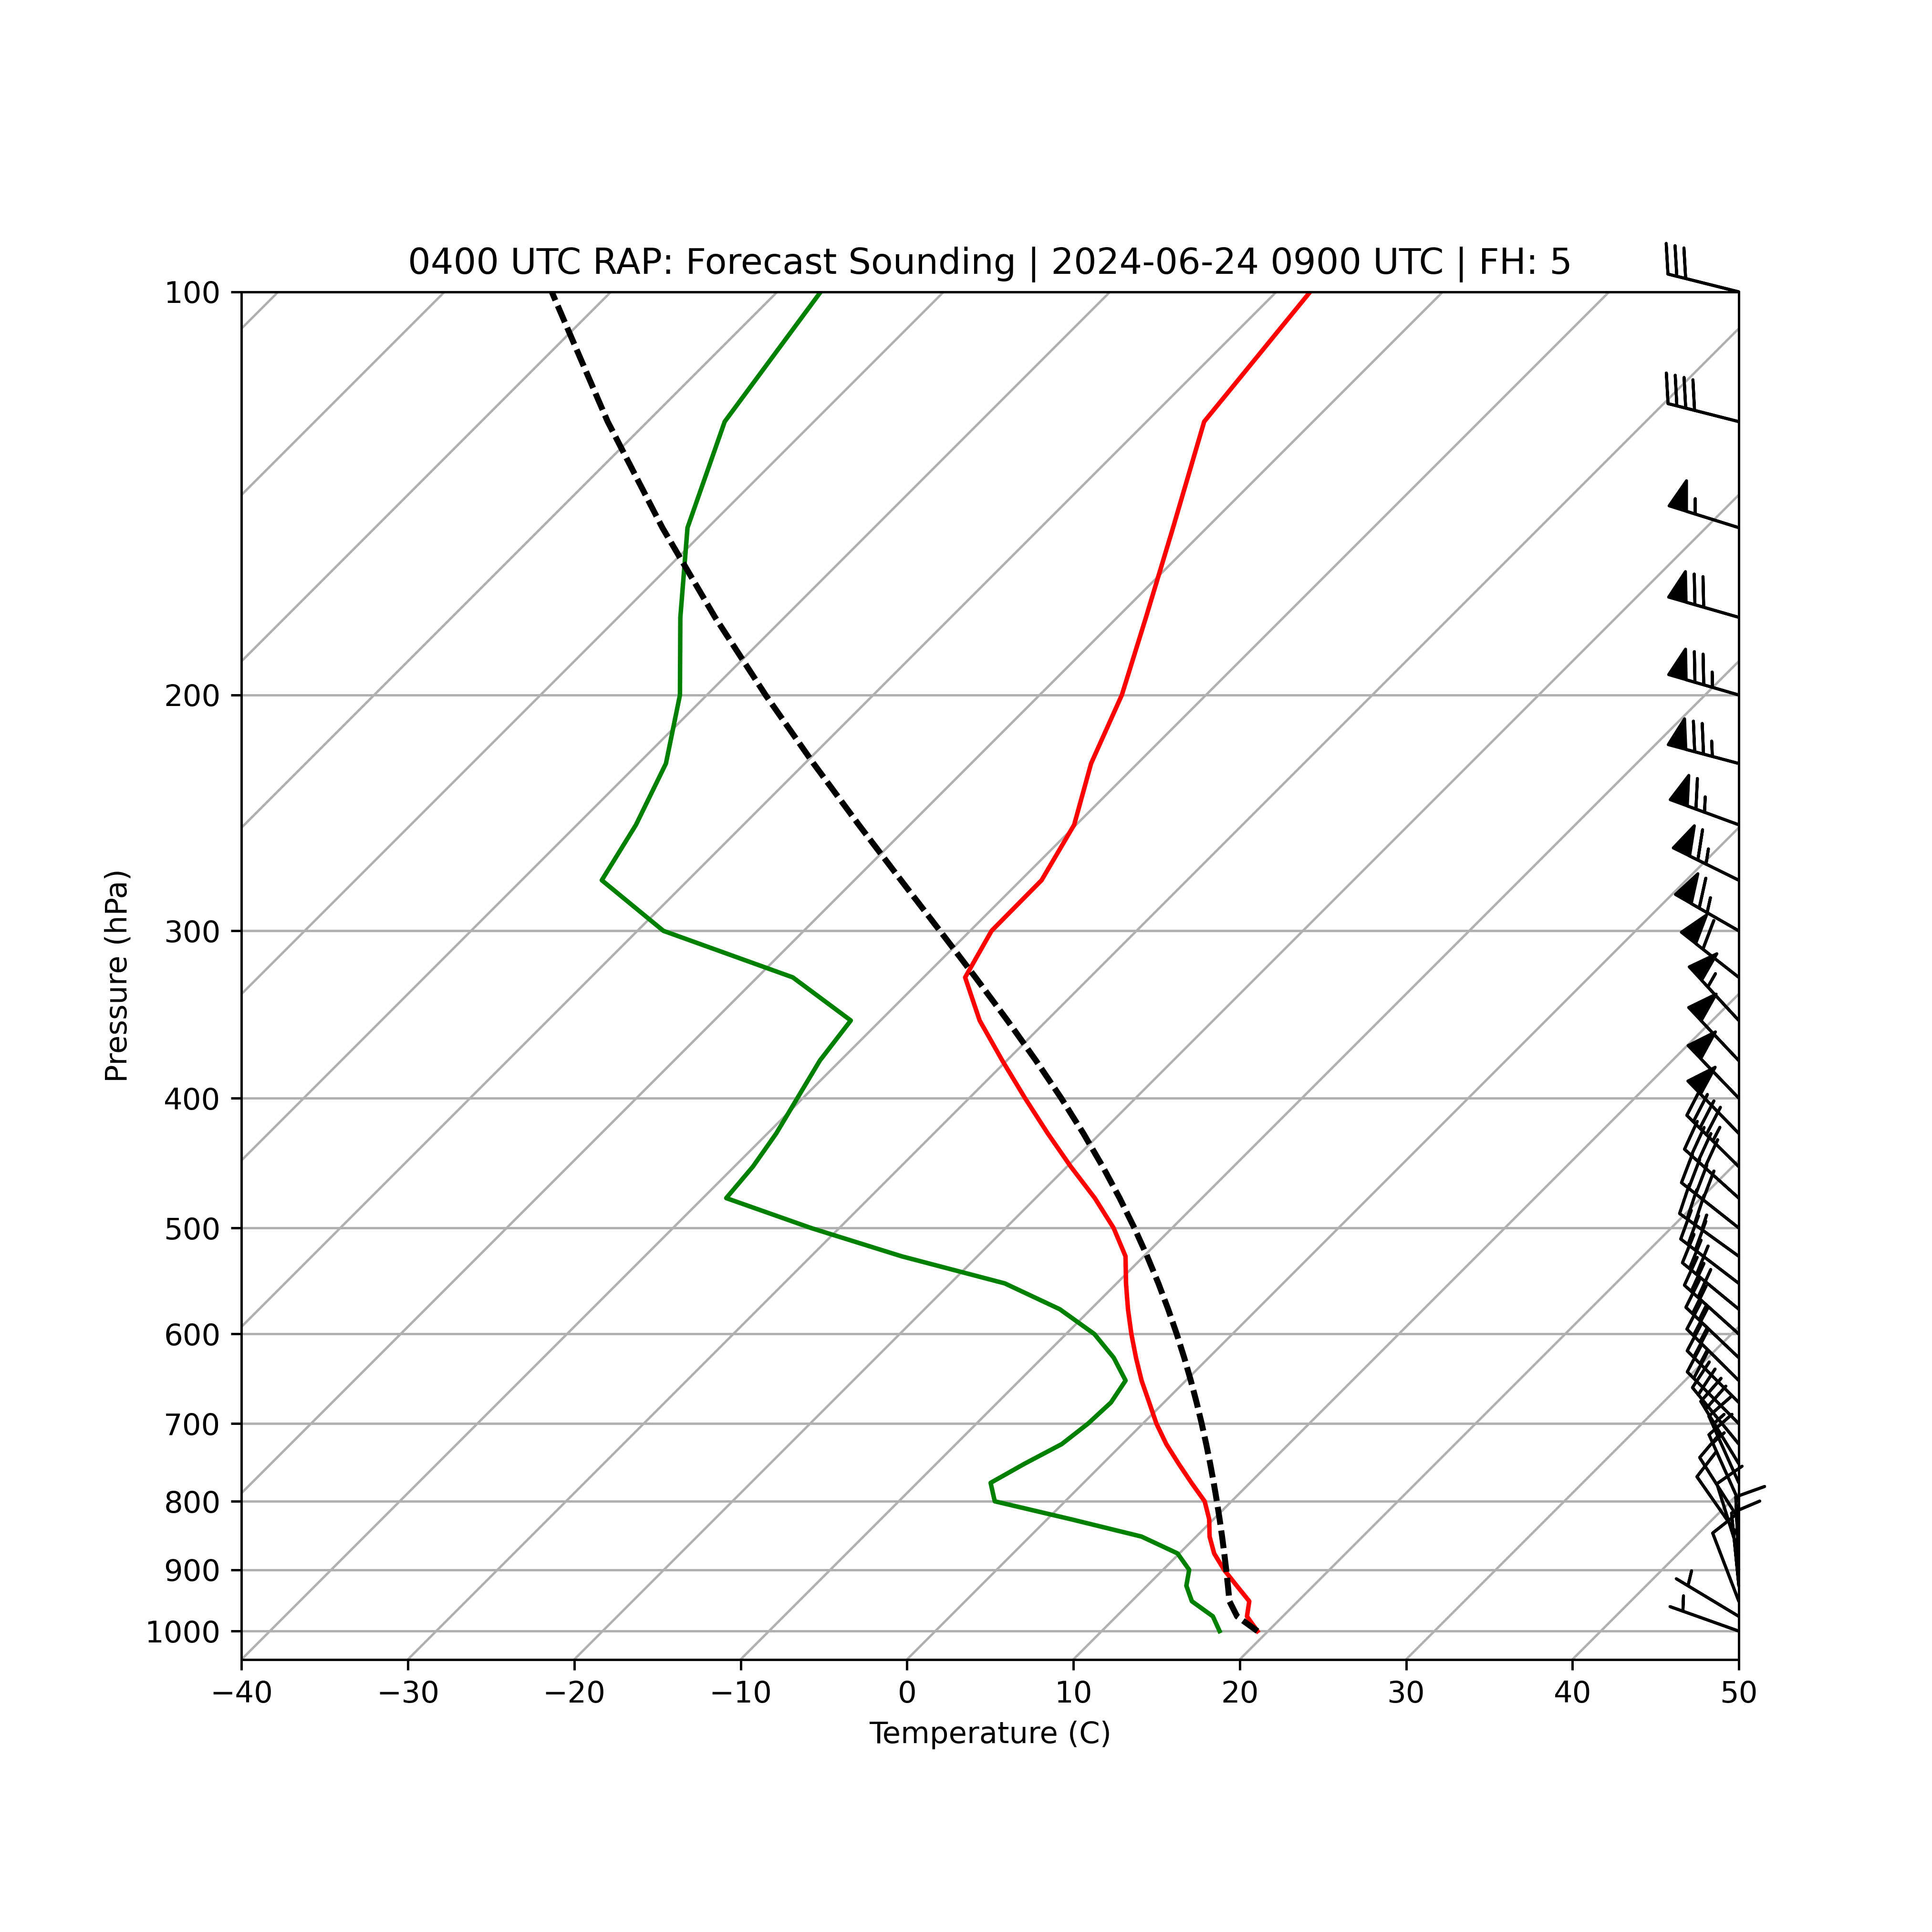 0400 UTC RAP: Forecast Sounding | 2024-06-24 0900 UTC | FH: 5
100
200
300
400
500
600
700
800
900
1000
Pressure (hPa)
−40 −30 −20 −10 0 10 20 30 40 50
Temperature (C)